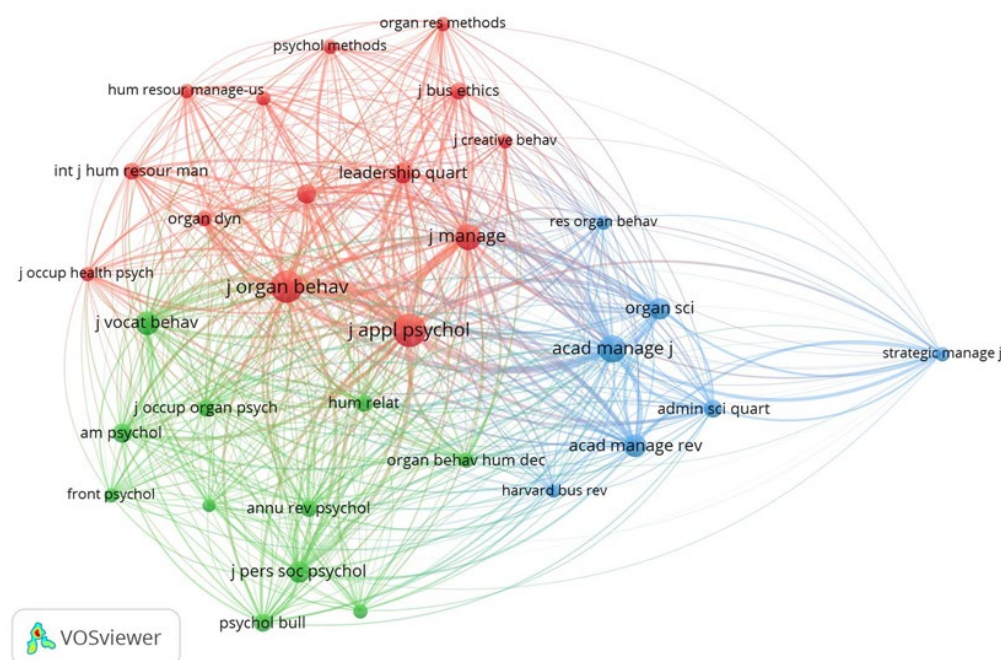 organ res methods
psychol methods
hum resour manage-us
j bus ethics
j creative behav
int j hum resour man
leadership quart
organ dyn
res organ behav
j manage
j occup health psych
j organ behav
organ sci
j vocat behav
j appl psychol
acad manage j
strategic manage j
j occup organ psych
hum relat
admin sci quart
am psychol
acad manage rev
organ behav hum dec
front psychol
harvard bus rev
annu rev psychol
j pers soc psychol
psychol bull
VOSviewer